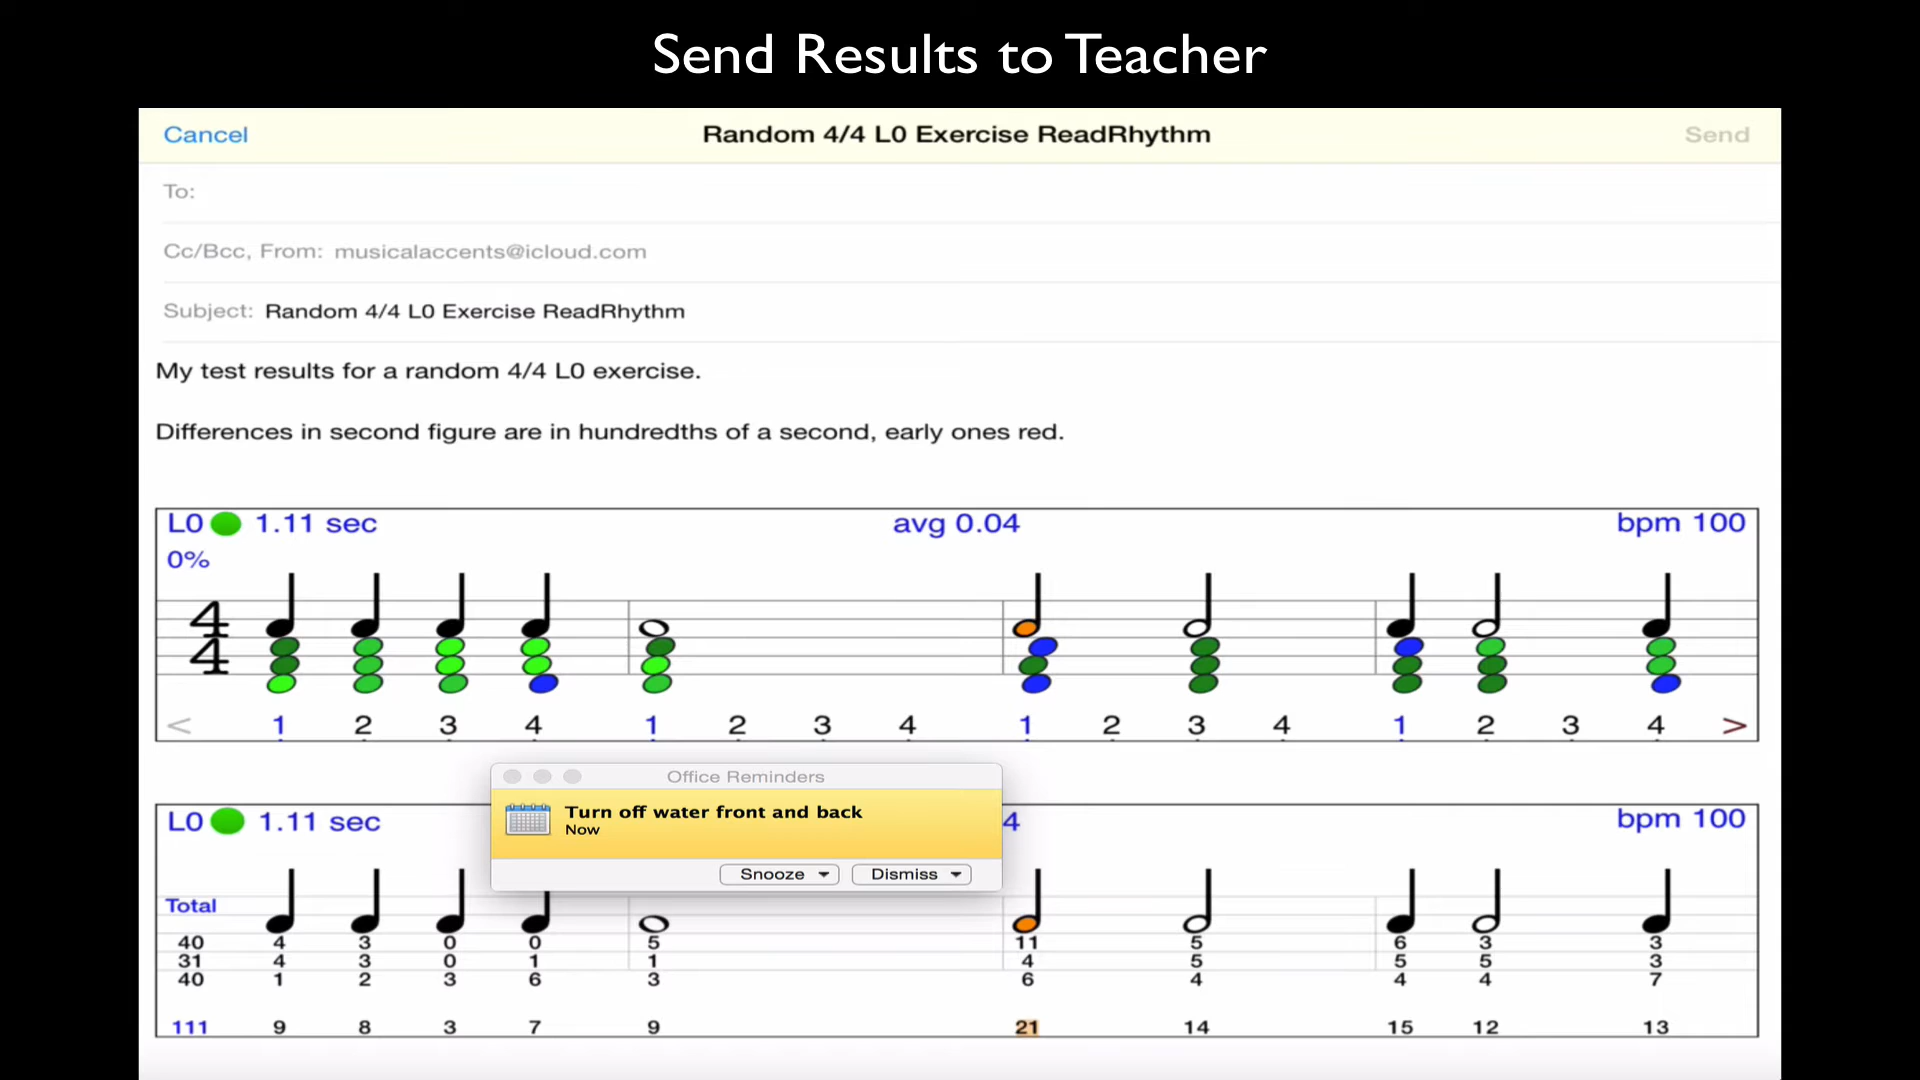 Send Results to Teacher
Cancel Random 4/4 L0 Exercise ReadRhythm Send
To:
Cc/Bcc, From: musicalaccents@icloud.com
Subject: Random 4/4 L0 Exercise ReadRhythm
My test results for a random 4/4 L0 exercise.
Differences in second figure are in hundredths of a second, early ones red.
L0 1.11 sec avg 0.04 bpm 100
0%
4
4
< 1 2 3 4 1 2 3 4 1 2 3 4 1 2 3 4 >
Office Reminders
Turn off water front and back
Now
Snooze Dismiss
L0 1.11 sec 4 bpm 100
Total
40 4 3 0 0 5 11 5 6 3 3
31 4 3 0 1 1 4 5 5 5 3
40 1 2 3 6 3 6 4 4 4 7
111 9 8 3 7 9 21 14 15 12 13